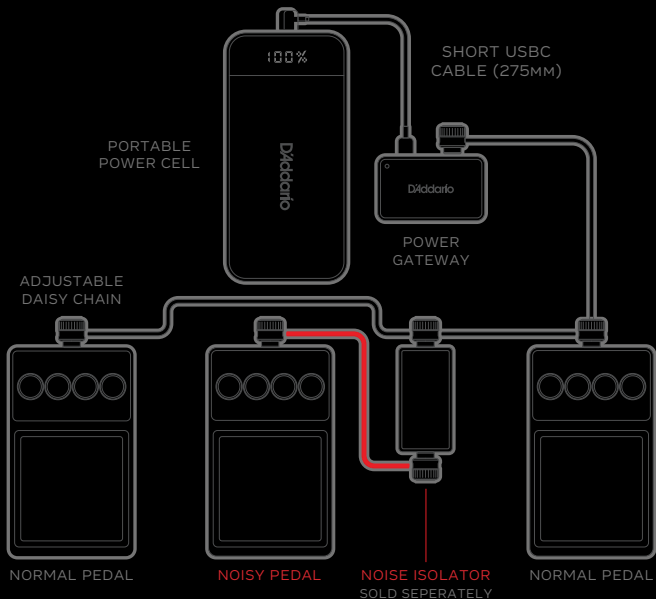 100%
SHORT USBC
CABLE (275MM)
PORTABLE
POWER CELL
D'Addario
D'Addario
POWER
GATEWAY
ADJUSTABLE
DAISY CHAIN
NORMAL PEDAL
NOISY PEDAL
NOISE ISOLATOR
SOLD SEPERATELY
NORMAL PEDAL